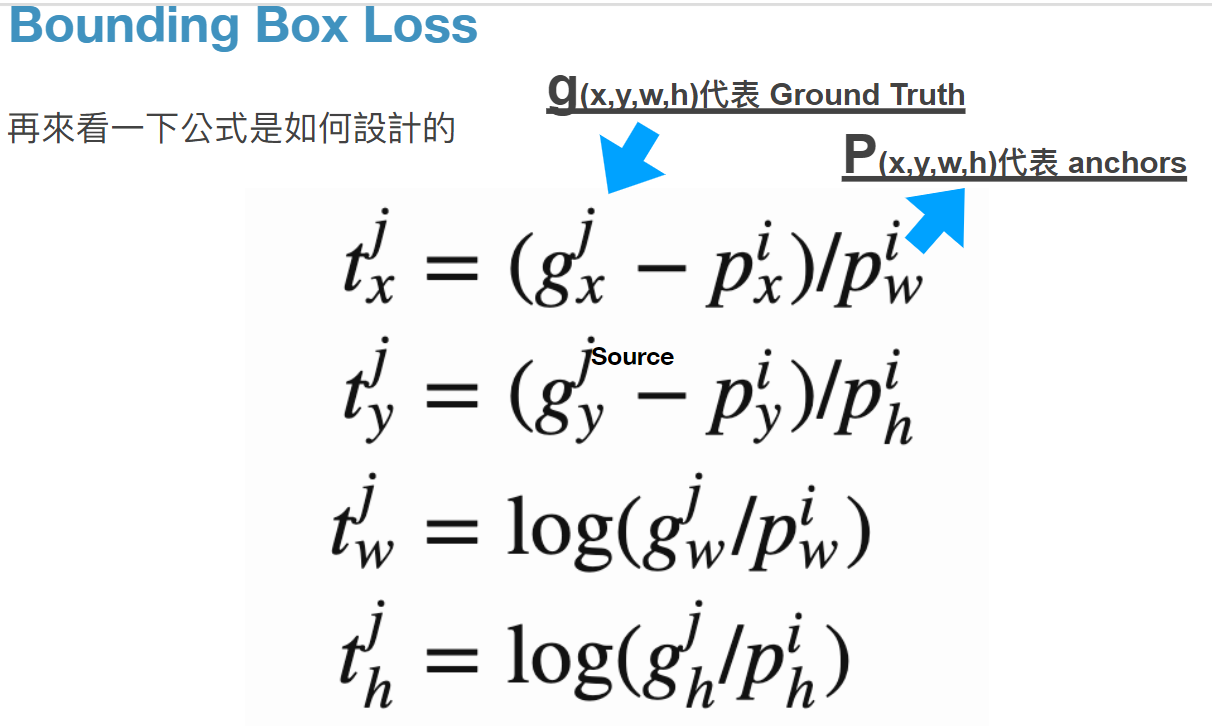 Bounding Box Loss
g(x,y,w,h)代表 Ground Truth
再來看一下公式是如何設計的
P(x,y,w,h)代表 anchors
t_x^j = (g_x^j − p_x^i)/p_w^i
Source
t_y^j = (g_y^j − p_y^i)/p_h^i
t_w^j = log(g_w^j/p_w^i)
t_h^j = log(g_h^j/p_h^i)